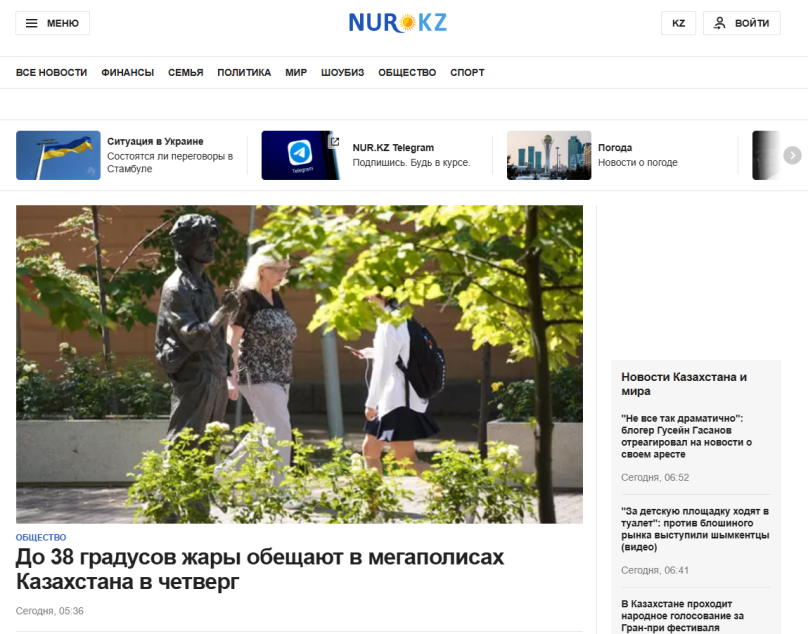 МЕНЮ
NUR KZ
KZ
ВОЙТИ
ВСЕ НОВОСТИ ФИНАНСЫ СЕМЬЯ ПОЛИТИКА МИР ШОУБИЗ ОБЩЕСТВО СПОРТ
Ситуация в Украине
Состоятся ли переговоры в
Стамбуле
Telegram
NUR.KZ Telegram
Подпишись. Будь в курсе.
Погода
Новости о погоде
ОБЩЕСТВО
До 38 градусов жары обещают в мегаполисах
Казахстана в четверг
Сегодня, 05:36
Новости Казахстана и
мира
"Не все так драматично":
блогер Гусейн Гасанов
отреагировал на новости о
своем аресте
Сегодня, 06:52
"За детскую площадку ходят в
туалет": против блошиного
рынка выступили шымкентцы
(видео)
Сегодня, 06:41
В Казахстане проходит
народное голосование за
Гран-при фестиваля